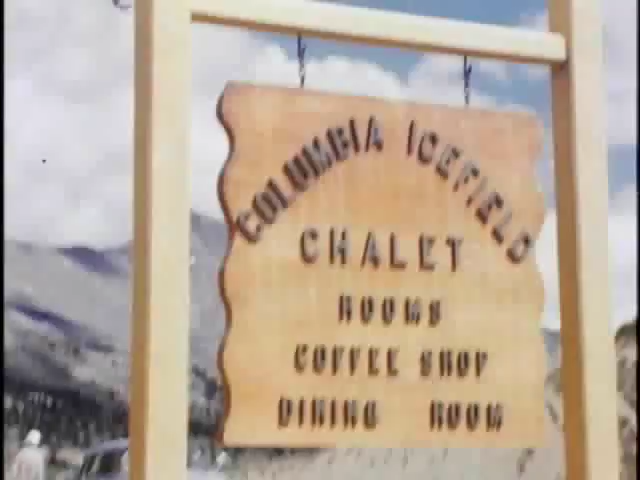 COLUMBIA ICEFIELD
CHALET
ROOMS
COFFEE SHOP
DINING ROOM